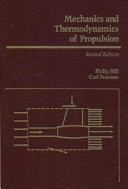 Mechanics and
Thermodynamics
of Propulsion
Second Edition
Philip Hill
Carl Peterson